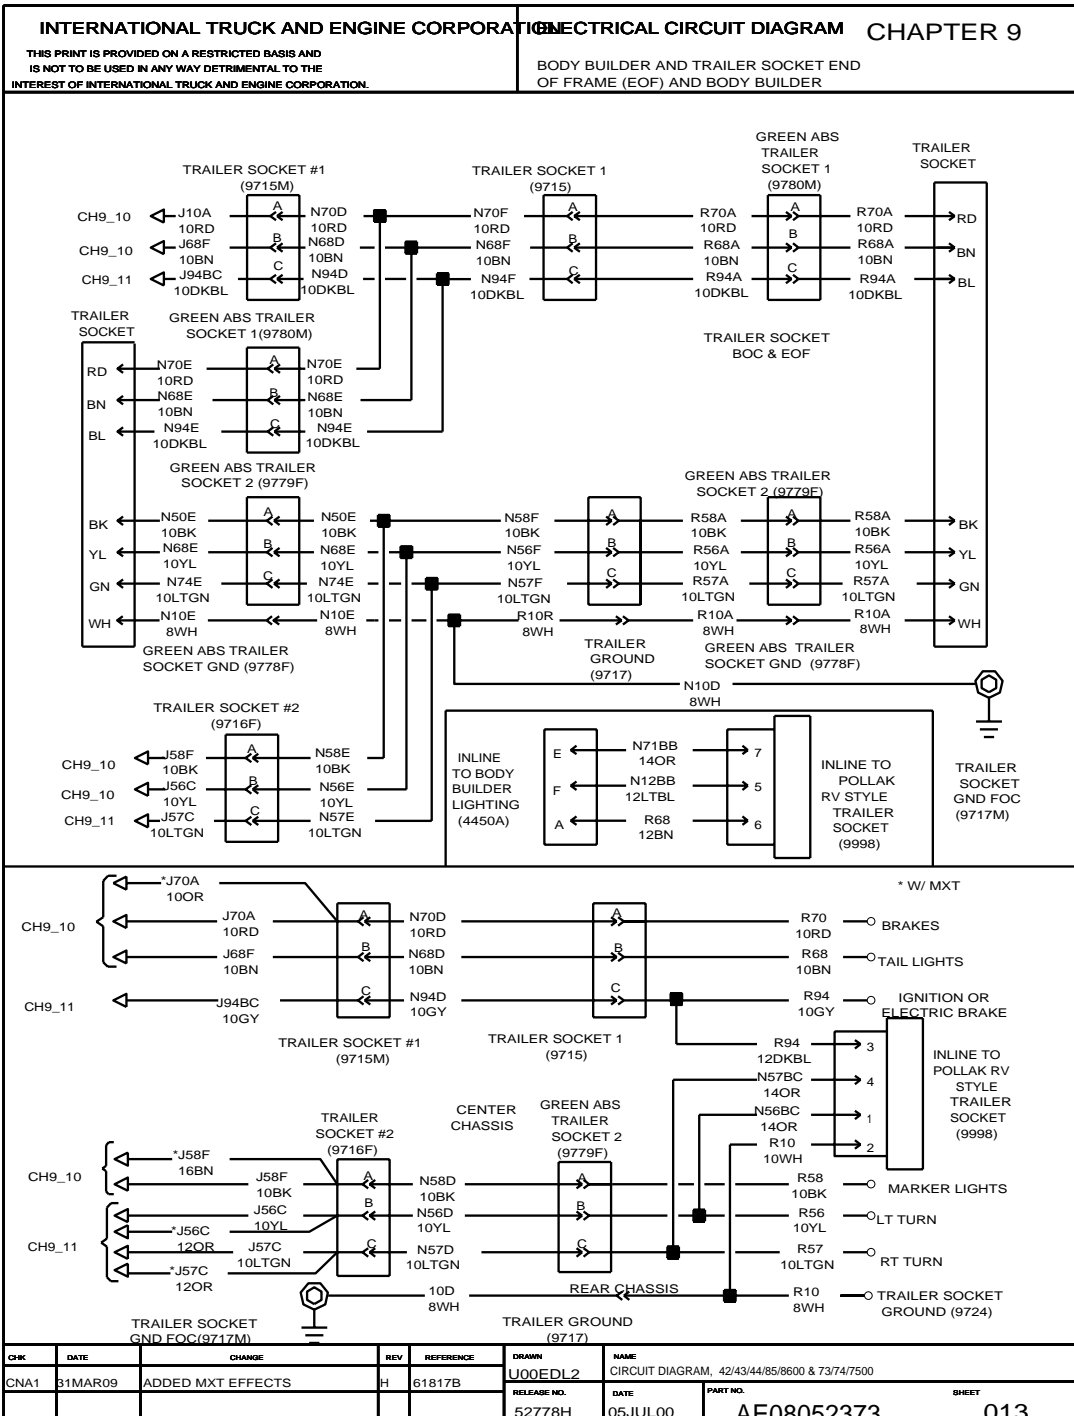 INTERNATIONAL TRUCK AND ENGINE CORPORATION
ELECTRICAL CIRCUIT DIAGRAM
CHAPTER 9
THIS PRINT IS PROVIDED ON A RESTRICTED BASIS AND
IS NOT TO BE USED IN ANY WAY DETRIMENTAL TO THE
INTEREST OF INTERNATIONAL TRUCK AND ENGINE CORPORATION.
BODY BUILDER AND TRAILER SOCKET END
OF FRAME (EOF) AND BODY BUILDER
TRAILER SOCKET #1
(9715M)
TRAILER SOCKET 1
(9715)
GREEN ABS
TRAILER
SOCKET 1
(9780M)
TRAILER
SOCKET
CH9_10 J10A A N70D N70F A R70A A R70A RD
10RD 10RD 10RD 10RD 10RD
CH9_10 J68F B N68D N68F B R68A B R68A BN
10BN 10BN 10BN 10BN 10BN
CH9_11 J94BC C N94D N94F C R94A C R94A BL
10DKBL 10DKBL 10DKBL 10DKBL 10DKBL
TRAILER
SOCKET
GREEN ABS TRAILER
SOCKET 1(9780M)
TRAILER SOCKET
BOC & EOF
RD N70E A N70E
10RD 10RD
BN N68E B N68E
10BN 10BN
BL N94E C N94E
10DKBL 10DKBL
GREEN ABS TRAILER
SOCKET 2 (9779F)
GREEN ABS TRAILER
SOCKET 2 (9779F)
BK N50E A N50E N58F A R58A A R58A BK
10BK 10BK 10BK 10BK 10BK
YL N68E B N68E N56F B R56A B R56A YL
10YL 10YL 10YL 10YL 10YL
GN N74E C N74E N57F C R57A C R57A GN
10LTGN 10LTGN 10LTGN 10LTGN 10LTGN
WH N10E N10E R10R R10A R10A WH
8WH 8WH 8WH 8WH 8WH
GREEN ABS TRAILER
SOCKET GND (9778F)
TRAILER
GROUND
(9717)
GREEN ABS TRAILER
SOCKET GND (9778F)
N10D
8WH
TRAILER SOCKET #2
(9716F)
CH9_10 J58F A N58E
10BK 10BK
CH9_10 J56C B N56E
10YL 10YL
CH9_11 J57C C N57E
10LTGN 10LTGN
INLINE
TO BODY
BUILDER
LIGHTING
(4450A)
E N71BB 7
14OR
F N12BB 5
12LTBL
A R68 6
12BN
INLINE TO
POLLAK
RV STYLE
TRAILER
SOCKET
(9998)
TRAILER
SOCKET
GND FOC
(9717M)
* W/ MXT
*J70A
10OR
CH9_10 J70A A N70D A R70 BRAKES
10RD 10RD 10RD
J68F B N68D B R68 TAIL LIGHTS
10BN 10BN 10BN
CH9_11 J94BC C N94D C R94 IGNITION OR
10GY 10GY 10GY ELECTRIC BRAKE
TRAILER SOCKET #1
(9715M)
TRAILER SOCKET 1
(9715)
R94 3
12DKBL
N57BC 4
14OR
N56BC 1
14OR
R10 2
10WH
INLINE TO
POLLAK RV
STYLE
TRAILER
SOCKET
(9998)
TRAILER
SOCKET #2
(9716F)
CENTER
CHASSIS
GREEN ABS
TRAILER
SOCKET 2
(9779F)
*J58F
16BN
CH9_10 J58F A N58D A R58 MARKER LIGHTS
10BK 10BK 10BK
J56C B N56D B R56 LT TURN
10YL 10YL 10YL
*J56C
12OR
CH9_11 J57C C N57D C R57 RT TURN
10LTGN 10LTGN 10LTGN
*J57C
12OR
10D REAR CHASSIS R10 TRAILER SOCKET
8WH 8WH GROUND (9724)
TRAILER SOCKET
GND FOC(9717M)
TRAILER GROUND
(9717)
CHK DATE CHANGE REV REFERENCE DRAWN NAME
CNA1 31MAR09 ADDED MXT EFFECTS H 61817B U00EDL2 CIRCUIT DIAGRAM, 42/43/44/85/8600 & 73/74/7500
RELEASE NO. DATE PART NO. SHEET
52778H 05JUL00 AE08052373 013